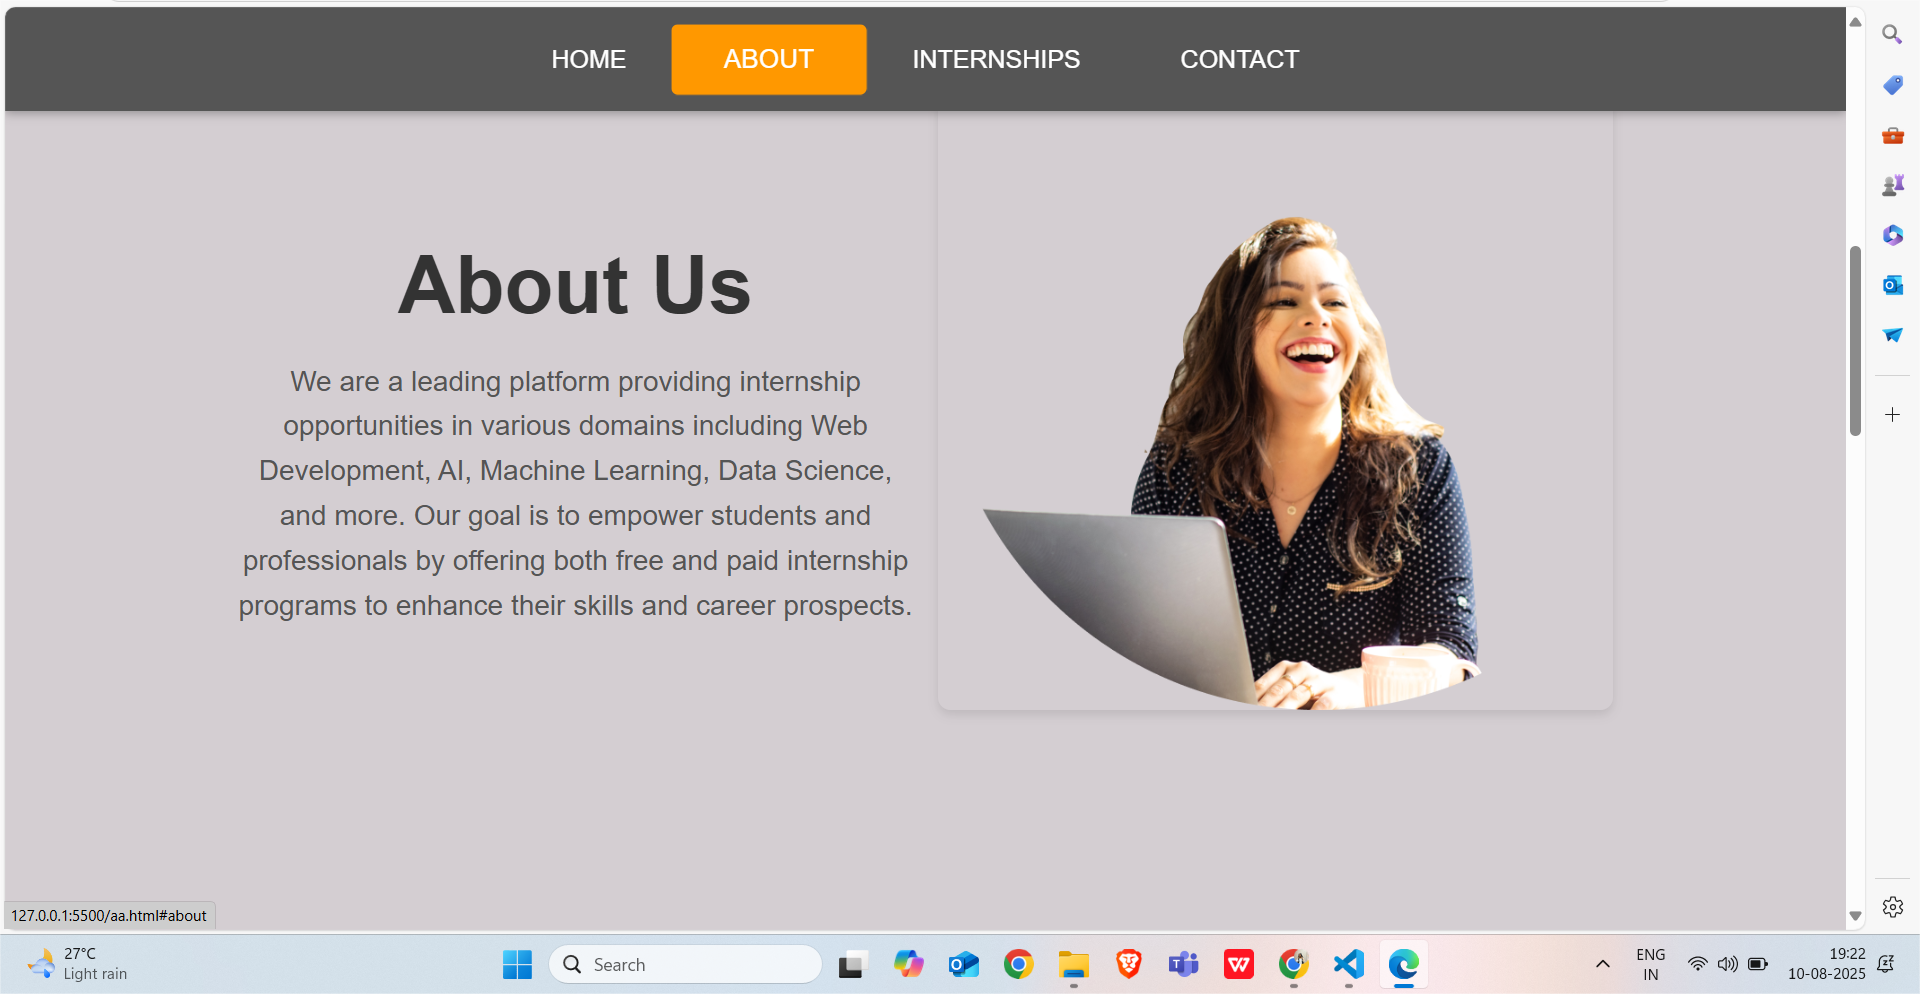 HOME ABOUT INTERNSHIPS CONTACT
About Us
We are a leading platform providing internship
opportunities in various domains including Web
Development, AI, Machine Learning, Data Science,
and more. Our goal is to empower students and
professionals by offering both free and paid internship
programs to enhance their skills and career prospects.
127.0.0.1:5500/aa.html#about
27°C
Light rain
Search
ENG
IN
19:22
10-08-2025